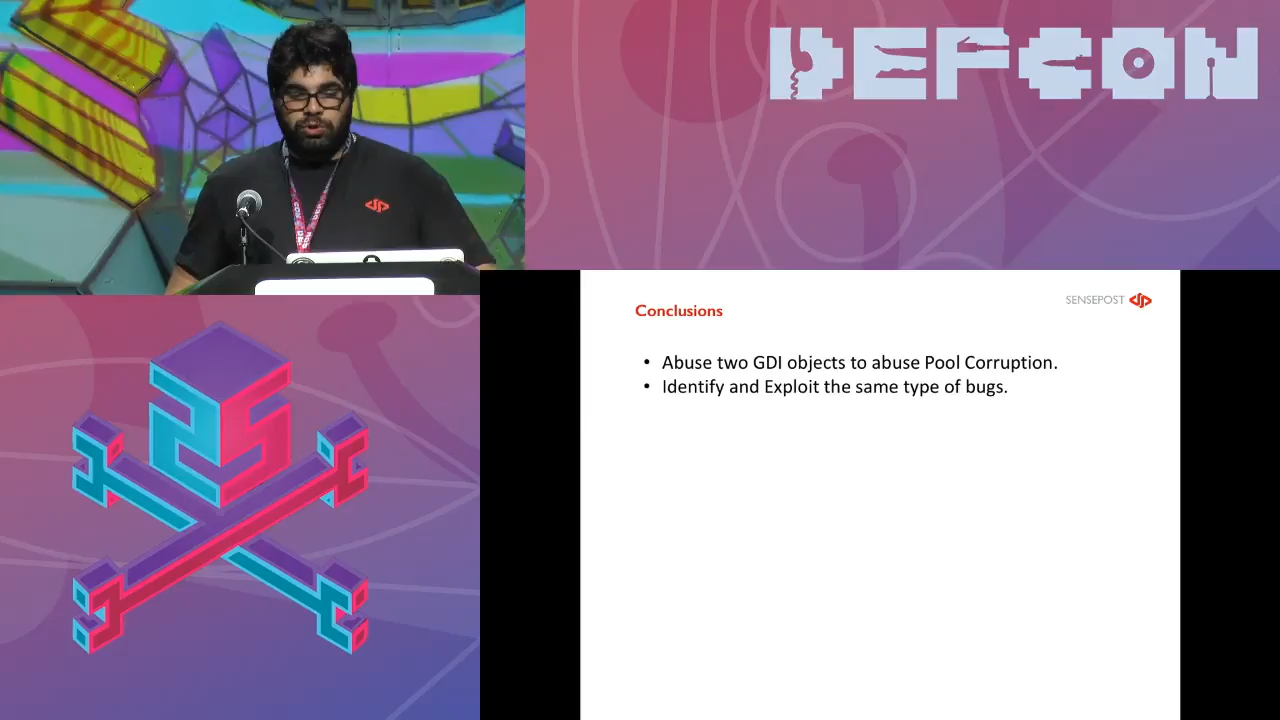 DEFCON
SENSEPOST
Conclusions
• Abuse two GDI objects to abuse Pool Corruption.
• Identify and Exploit the same type of bugs.
25